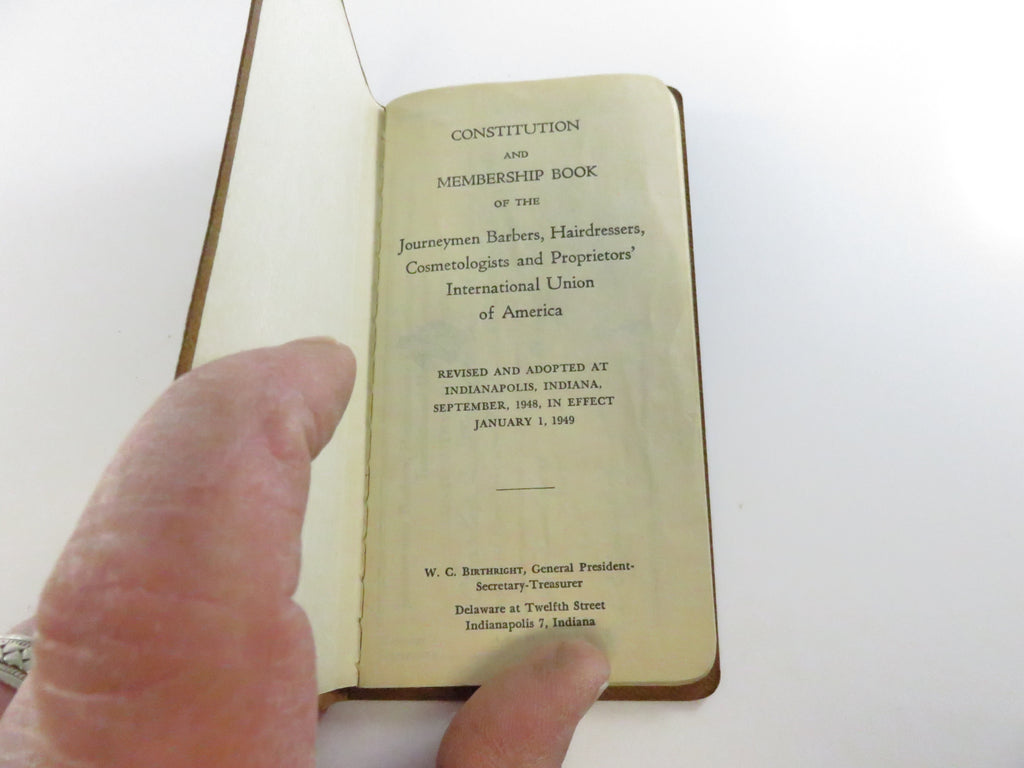 CONSTITUTION
AND
MEMBERSHIP BOOK
OF THE
Journeymen Barbers, Hairdressers,
Cosmetologists and Proprietors'
International Union
of America
REVISED AND ADOPTED AT
INDIANAPOLIS, INDIANA,
SEPTEMBER, 1948, IN EFFECT
JANUARY 1, 1949
W. C. BIRTHRIGHT, General President-
Secretary-Treasurer
Delaware at Twelfth Street
Indianapolis 7, Indiana